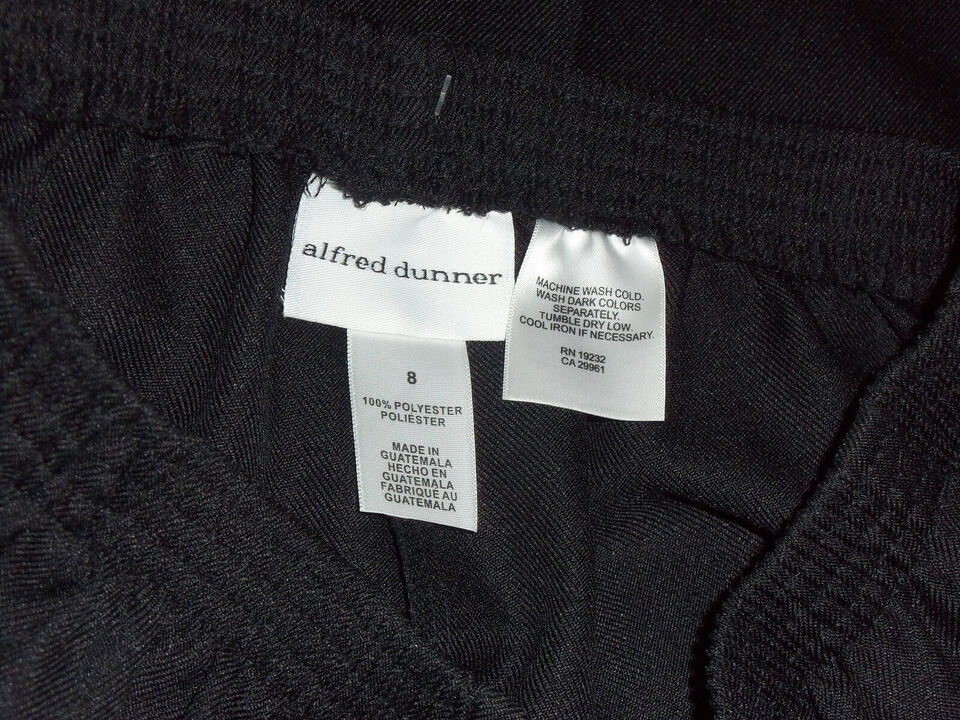 alfred dunner
8
100% POLYESTER
POLIÉSTER
MADE IN
GUATEMALA
HECHO EN
GUATEMALA
FABRIQUÉ AU
GUATEMALA
MACHINE WASH COLD.
WASH DARK COLORS
SEPARATELY.
TUMBLE DRY LOW.
COOL IRON IF NECESSARY.
RN 19232
CA 29961